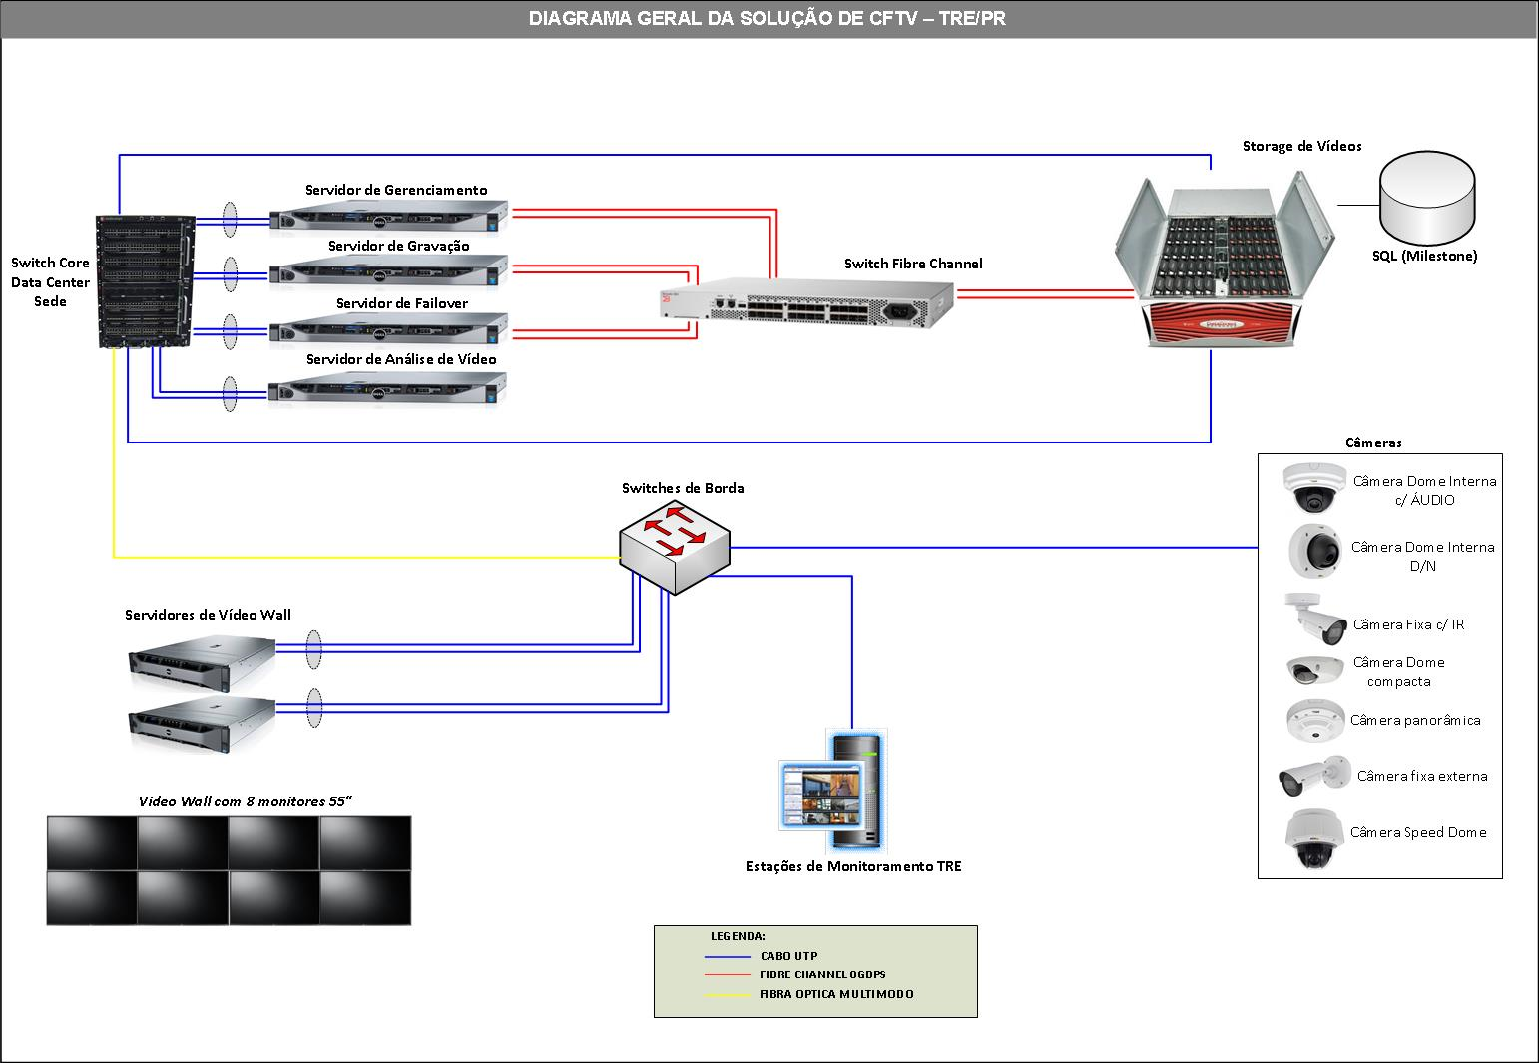 DIAGRAMA GERAL DA SOLUÇÃO DE CFTV – TRE/PR
Storage de Vídeos
Servidor de Gerenciamento
Servidor de Gravação
SQL (Milestone)
Switch Core
Data Center
Sede
Switch Fibre Channel
Servidor de Failover
Servidor de Análise de Vídeo
Câmeras
Câmera Dome Interna
c/ ÁUDIO
Switches de Borda
Câmera Dome Interna
D/N
Servidores de Vídeo Wall
Câmera Fixa c/ IR
Câmera Dome
compacta
Câmera panorâmica
Câmera fixa externa
Vídeo Wall com 8 monitores 55“
Câmera Speed Dome
Estações de Monitoramento TRE
LEGENDA:
CABO UTP
FIBRE CHANNEL
FIBRA OPTICA MULTIMODO